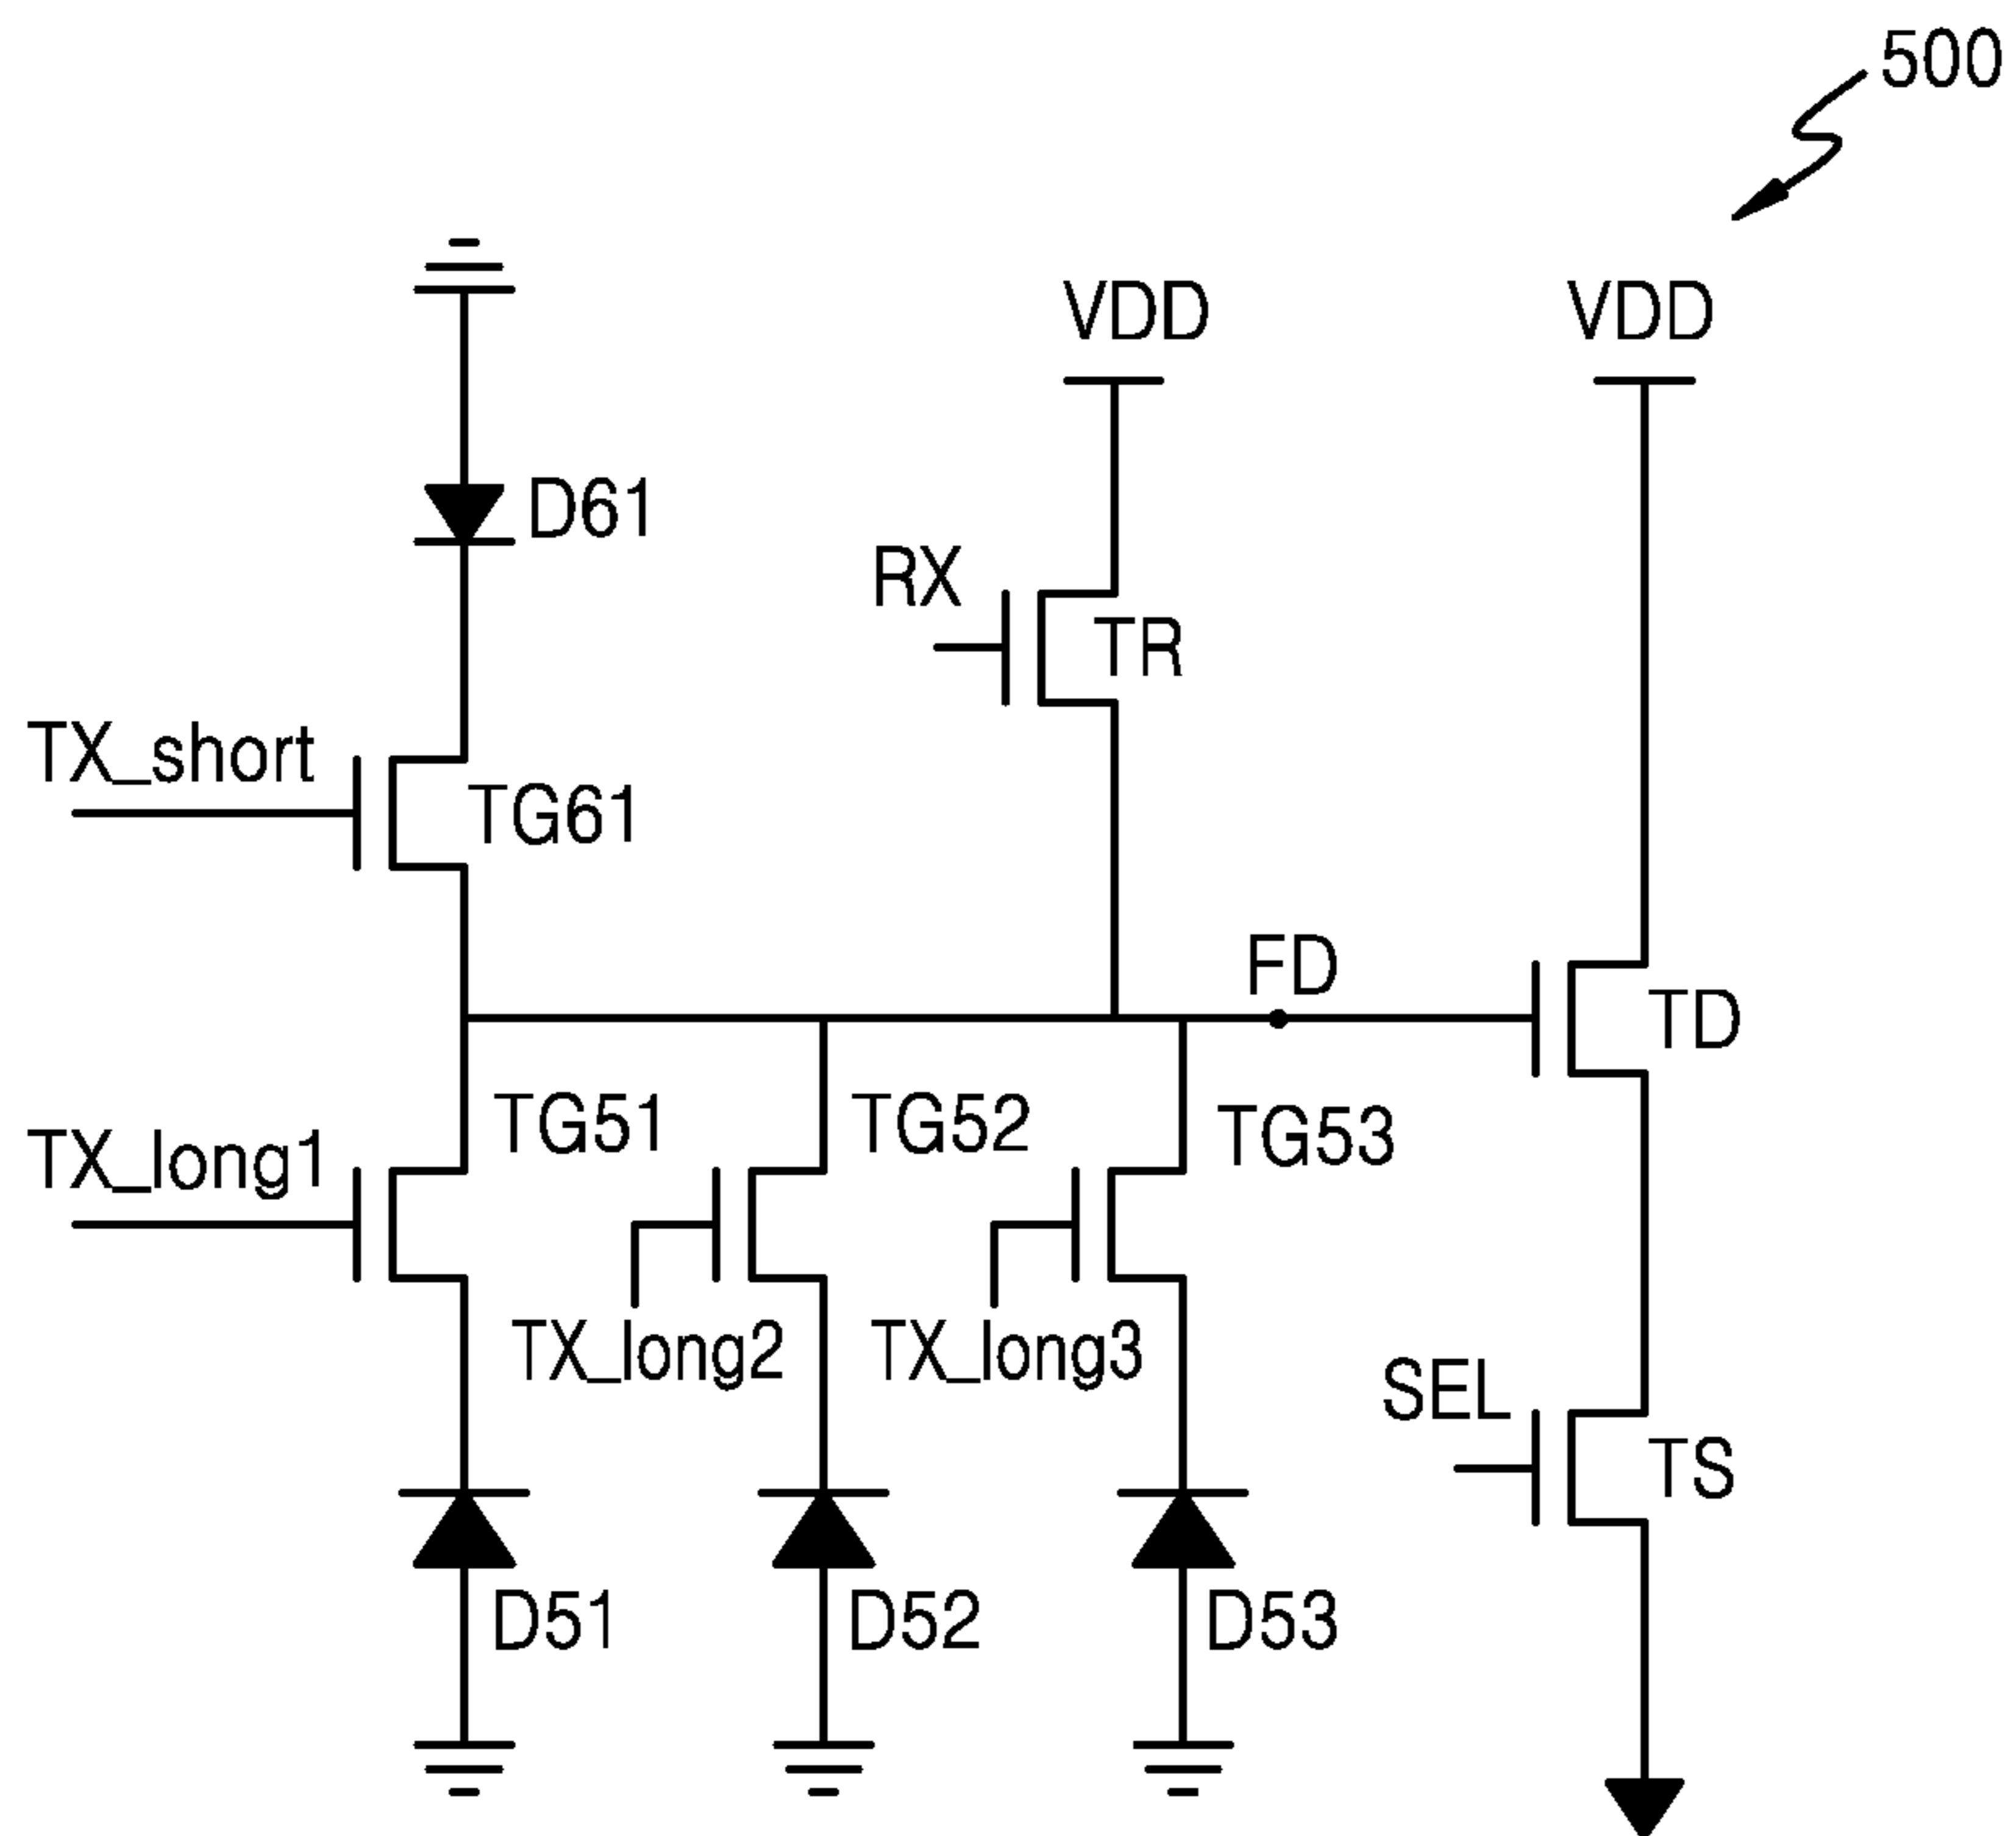 500
VDD
VDD
D61
RX
TR
TX_short
TG61
FD
TD
TG51
TG52
TG53
TX_long1
TX_long2
TX_long3
SEL
TS
D51
D52
D53